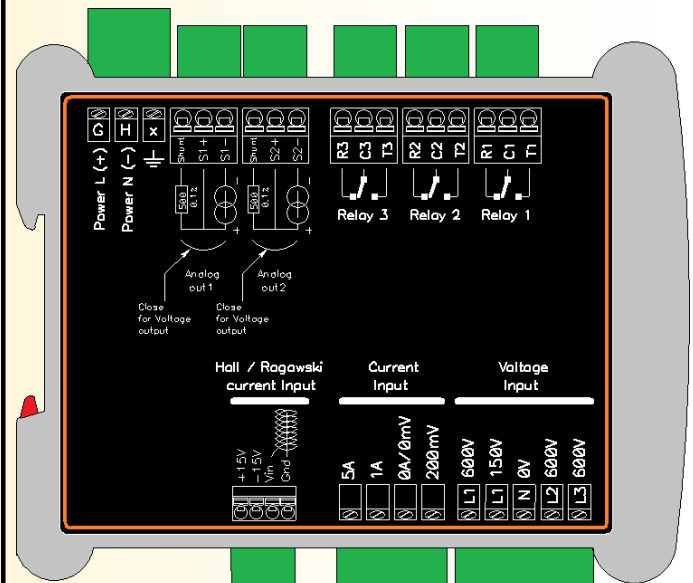 G H x
Power L (+)
Power N (-)
Shunt S1+ S1-
Shunt S2+ S2-
R3 C3 T3
R2 C2 T2
R1 C1 T1
500
0.1%
- +
500
0.1%
- +
Relay 3
Relay 2
Relay 1
Analog
out 1
Analog
out 2
Close
for Voltage
output
Close
for Voltage
output
Hall / Ragawski
current Input
Current
Input
Voltage
Input
+15V
-15V
Vin
Gnd
5A
1A
0A/0mV
200mV
L1 600V
L1 150V
N 0V
L2 600V
L3 600V